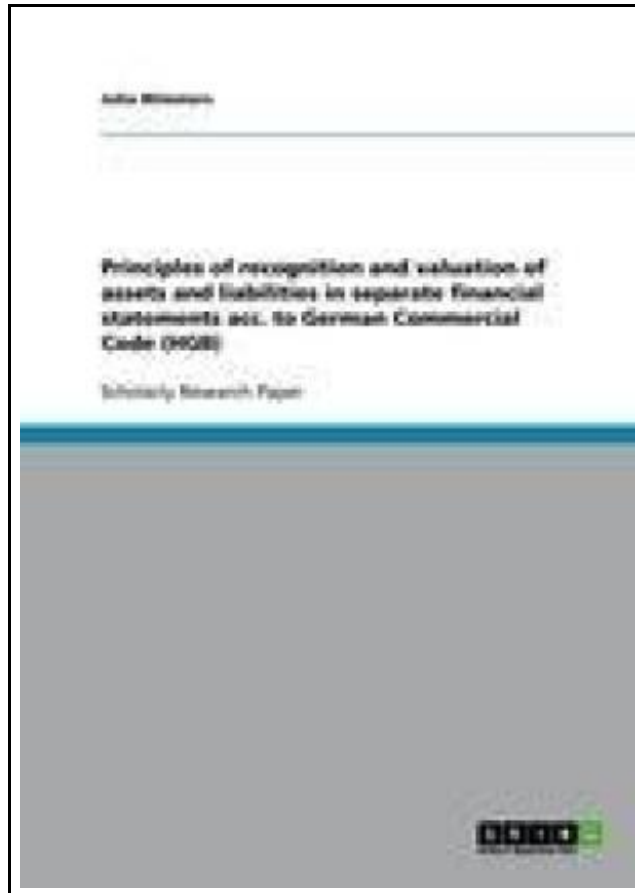 Principles of recognition and valuation of
assets and liabilities in separate financial
statements acc. to German Commercial
Code (HGB)
Scholarly Research Paper